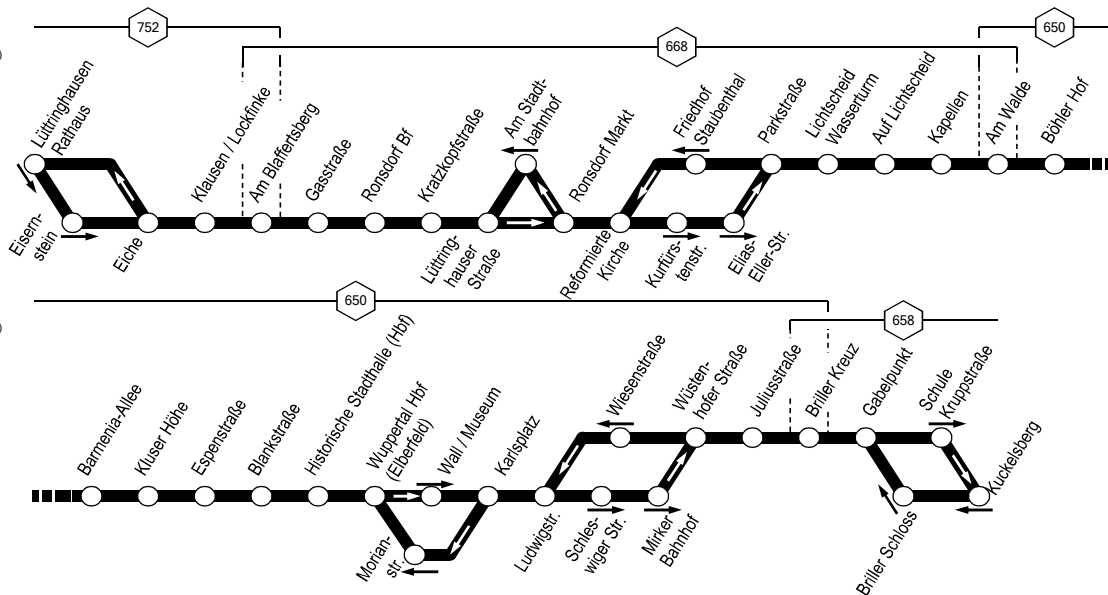 752
668
650
Lüttringhausen
Rathaus
Eisern-
stein
Eiche
Klausen / Lockfinke
Am Blaffertsberg
Gasstraße
Ronsdorf Bf
Kratzkopfstraße
Lüttring-
hauser
Straße
Am Stadt-
bahnhof
Ronsdorf Markt
Reformierte
Kirche
Friedhof
Staubenthal
Kurfürs-
tenstr.
Elias-
Eller-Str.
Parkstraße
Lichtscheid
Wasserturm
Auf Lichtscheid
Kapellen
Am Walde
Böhler Hof
650
658
Barmenia-Allee
Kluser Höhe
Espenstraße
Blankstraße
Historische Stadthalle (Hbf)
Wuppertal Hbf
(Elberfeld)
Morian-
str.
Wall / Museum
Karlsplatz
Ludwigstr.
Wiesenstraße
Schles-
wiger Str.
Mirker
Bahnhof
Wüsten-
hofer Straße
Juliusstraße
Briller Kreuz
Gabelpunkt
Schule
Kruppstraße
Kuckelsberg
Briller Schloss